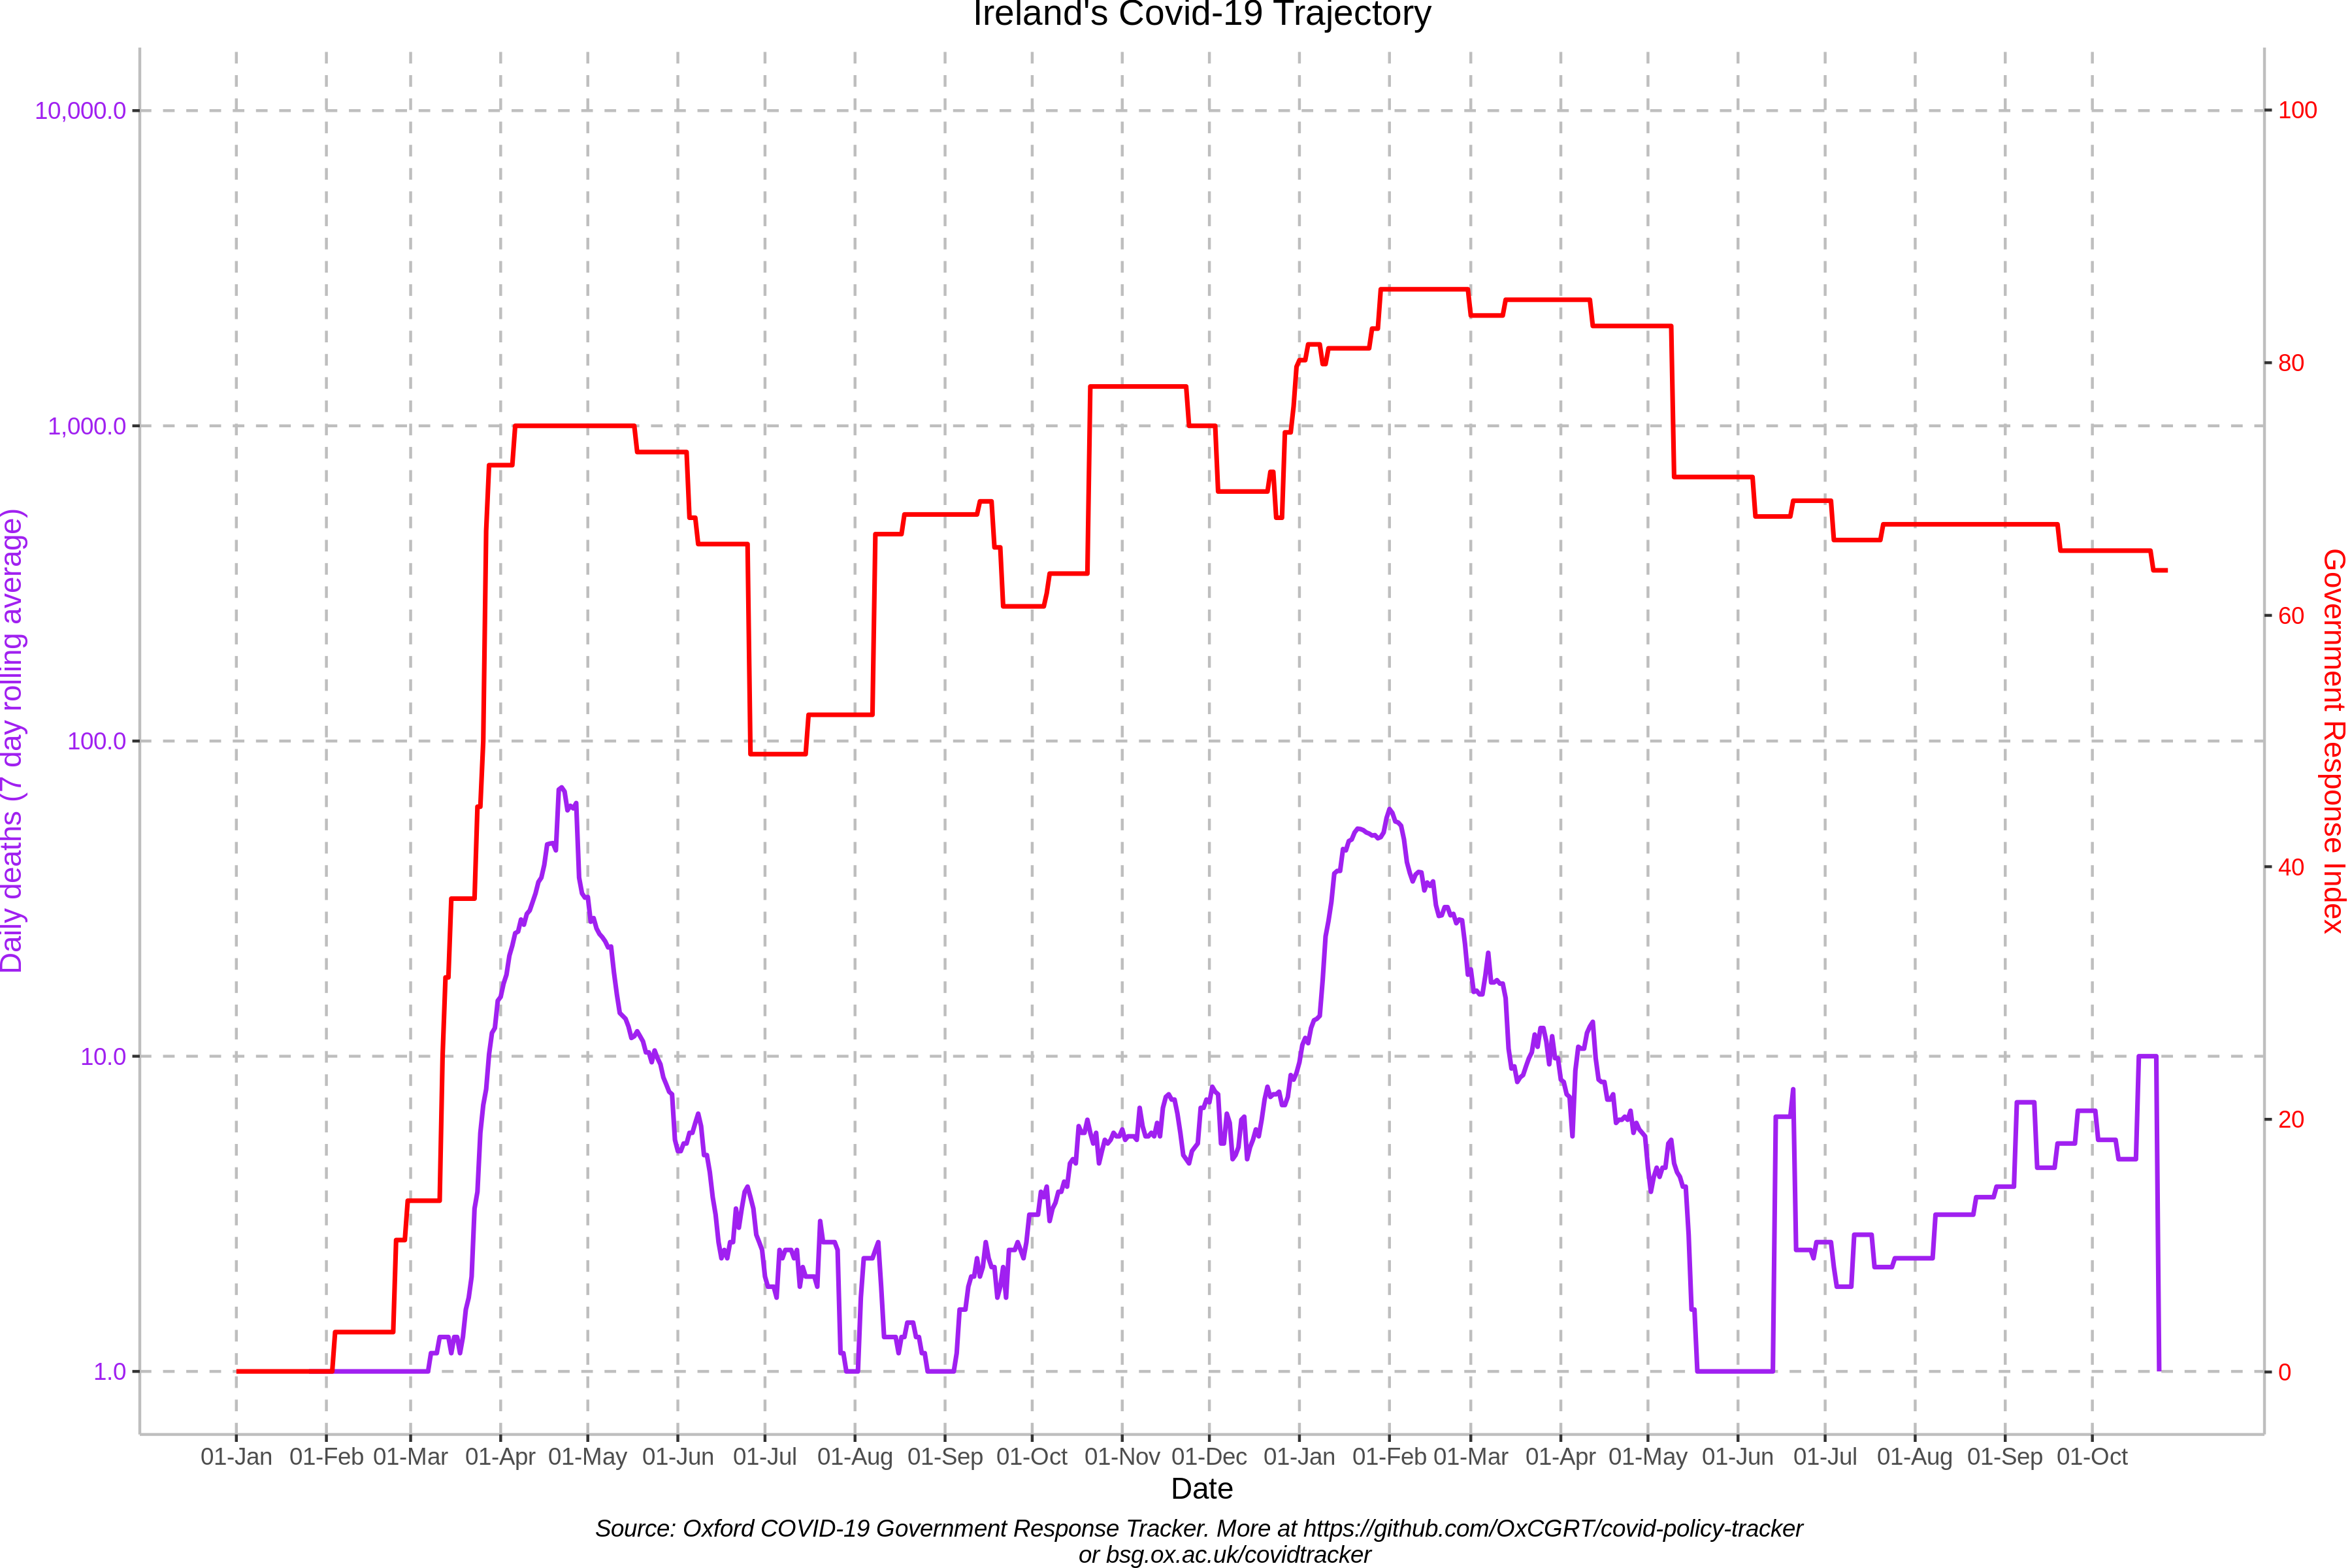 Ireland's Covid-19 Trajectory
10,000.0
1,000.0
100.0
10.0
1.0
Daily deaths (7 day rolling average)
100
80
60
40
20
0
Government Response Index
01-Jan 01-Feb 01-Mar 01-Apr 01-May 01-Jun 01-Jul 01-Aug 01-Sep 01-Oct 01-Nov 01-Dec 01-Jan 01-Feb 01-Mar 01-Apr 01-May 01-Jun 01-Jul 01-Aug 01-Sep 01-Oct
Date
Source: Oxford COVID-19 Government Response Tracker. More at https://github.com/OxCGRT/covid-policy-tracker
or bsg.ox.ac.uk/covidtracker